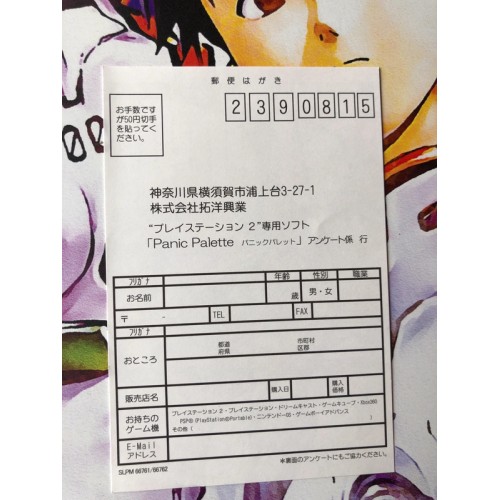 郵便はがき
お手数です
が50円切手
を貼ってく
ださい。
2390815
神奈川県横須賀市浦上台3-27-1
株式会社拓洋興業
“プレイステーション 2”専用ソフト
「Panic Palette パニックパレット」アンケート係 行
フリガナ 年齢 性別 職業
お名前 歳 男・女
〒 - TEL FAX
フリガナ
おところ 都道府県 市町村区郡
販売店名 購入日 購入価格
お持ちのゲーム機
プレイステーション 2・プレイステーション・ドリームキャスト・ゲームキューブ・Xbox360
PSP® (PlayStation®Portable)・ニンテンドーDS・ゲームボーイアドバンス
その他 ( )
E-Mail
アドレス
SLPM 66761/66762
*裏面のアンケートにもご協力ください。